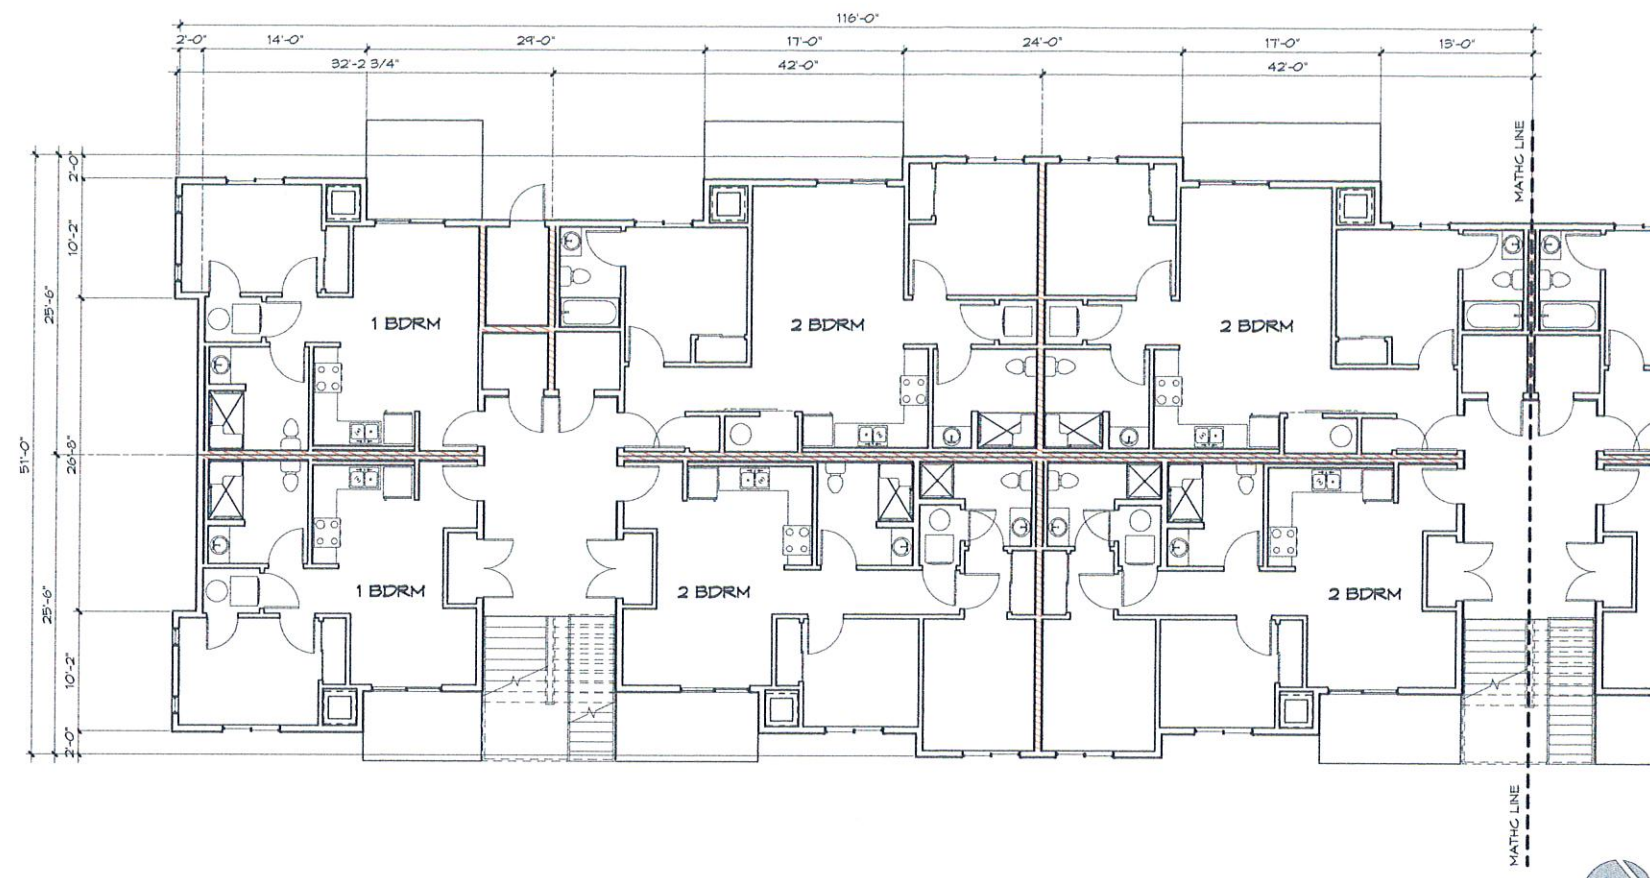 116'-0"
2'-0" 14'-0" 29'-0" 17'-0" 24'-0" 17'-0" 13'-0"
32'-2 3/4" 42'-0" 42'-0"
MATHC LINE
2'-0"
10'-2"
25'-6"
1 BDRM 2 BDRM 2 BDRM
51'-0"
26'-8"
25'-6"
1 BDRM 2 BDRM 2 BDRM
10'-2"
2'-0"
MATHC LINE